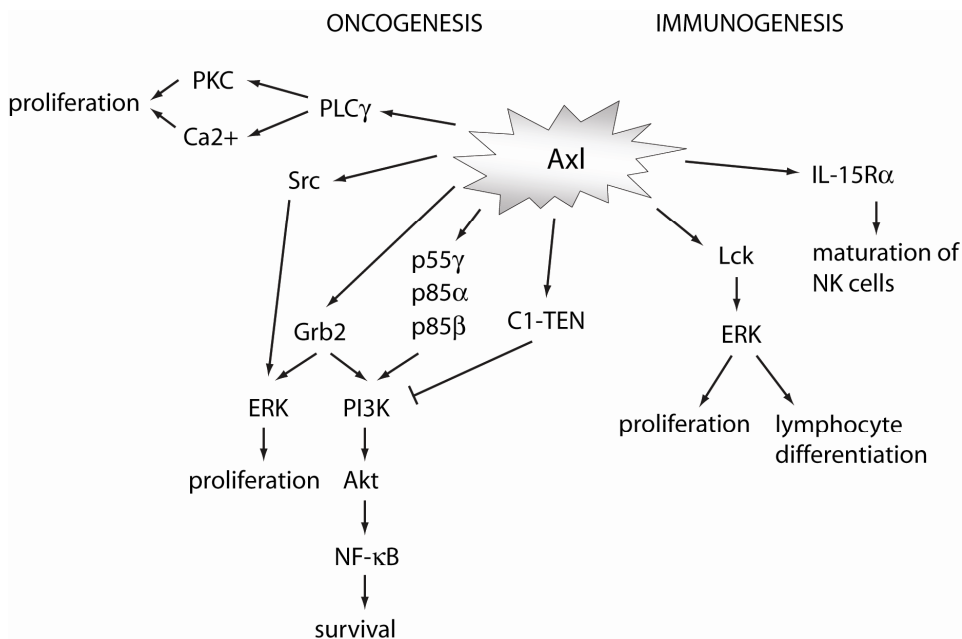 ONCOGENESIS
IMMUNOGENESIS
PKC
proliferation
PLCγ
Ca2+
Axl
Src
IL-15Rα
p55γ
p85α
p85β
Lck
maturation of
NK cells
Grb2
C1-TEN
ERK
ERK
PI3K
proliferation
lymphocyte
differentiation
proliferation
Akt
NF-κB
survival